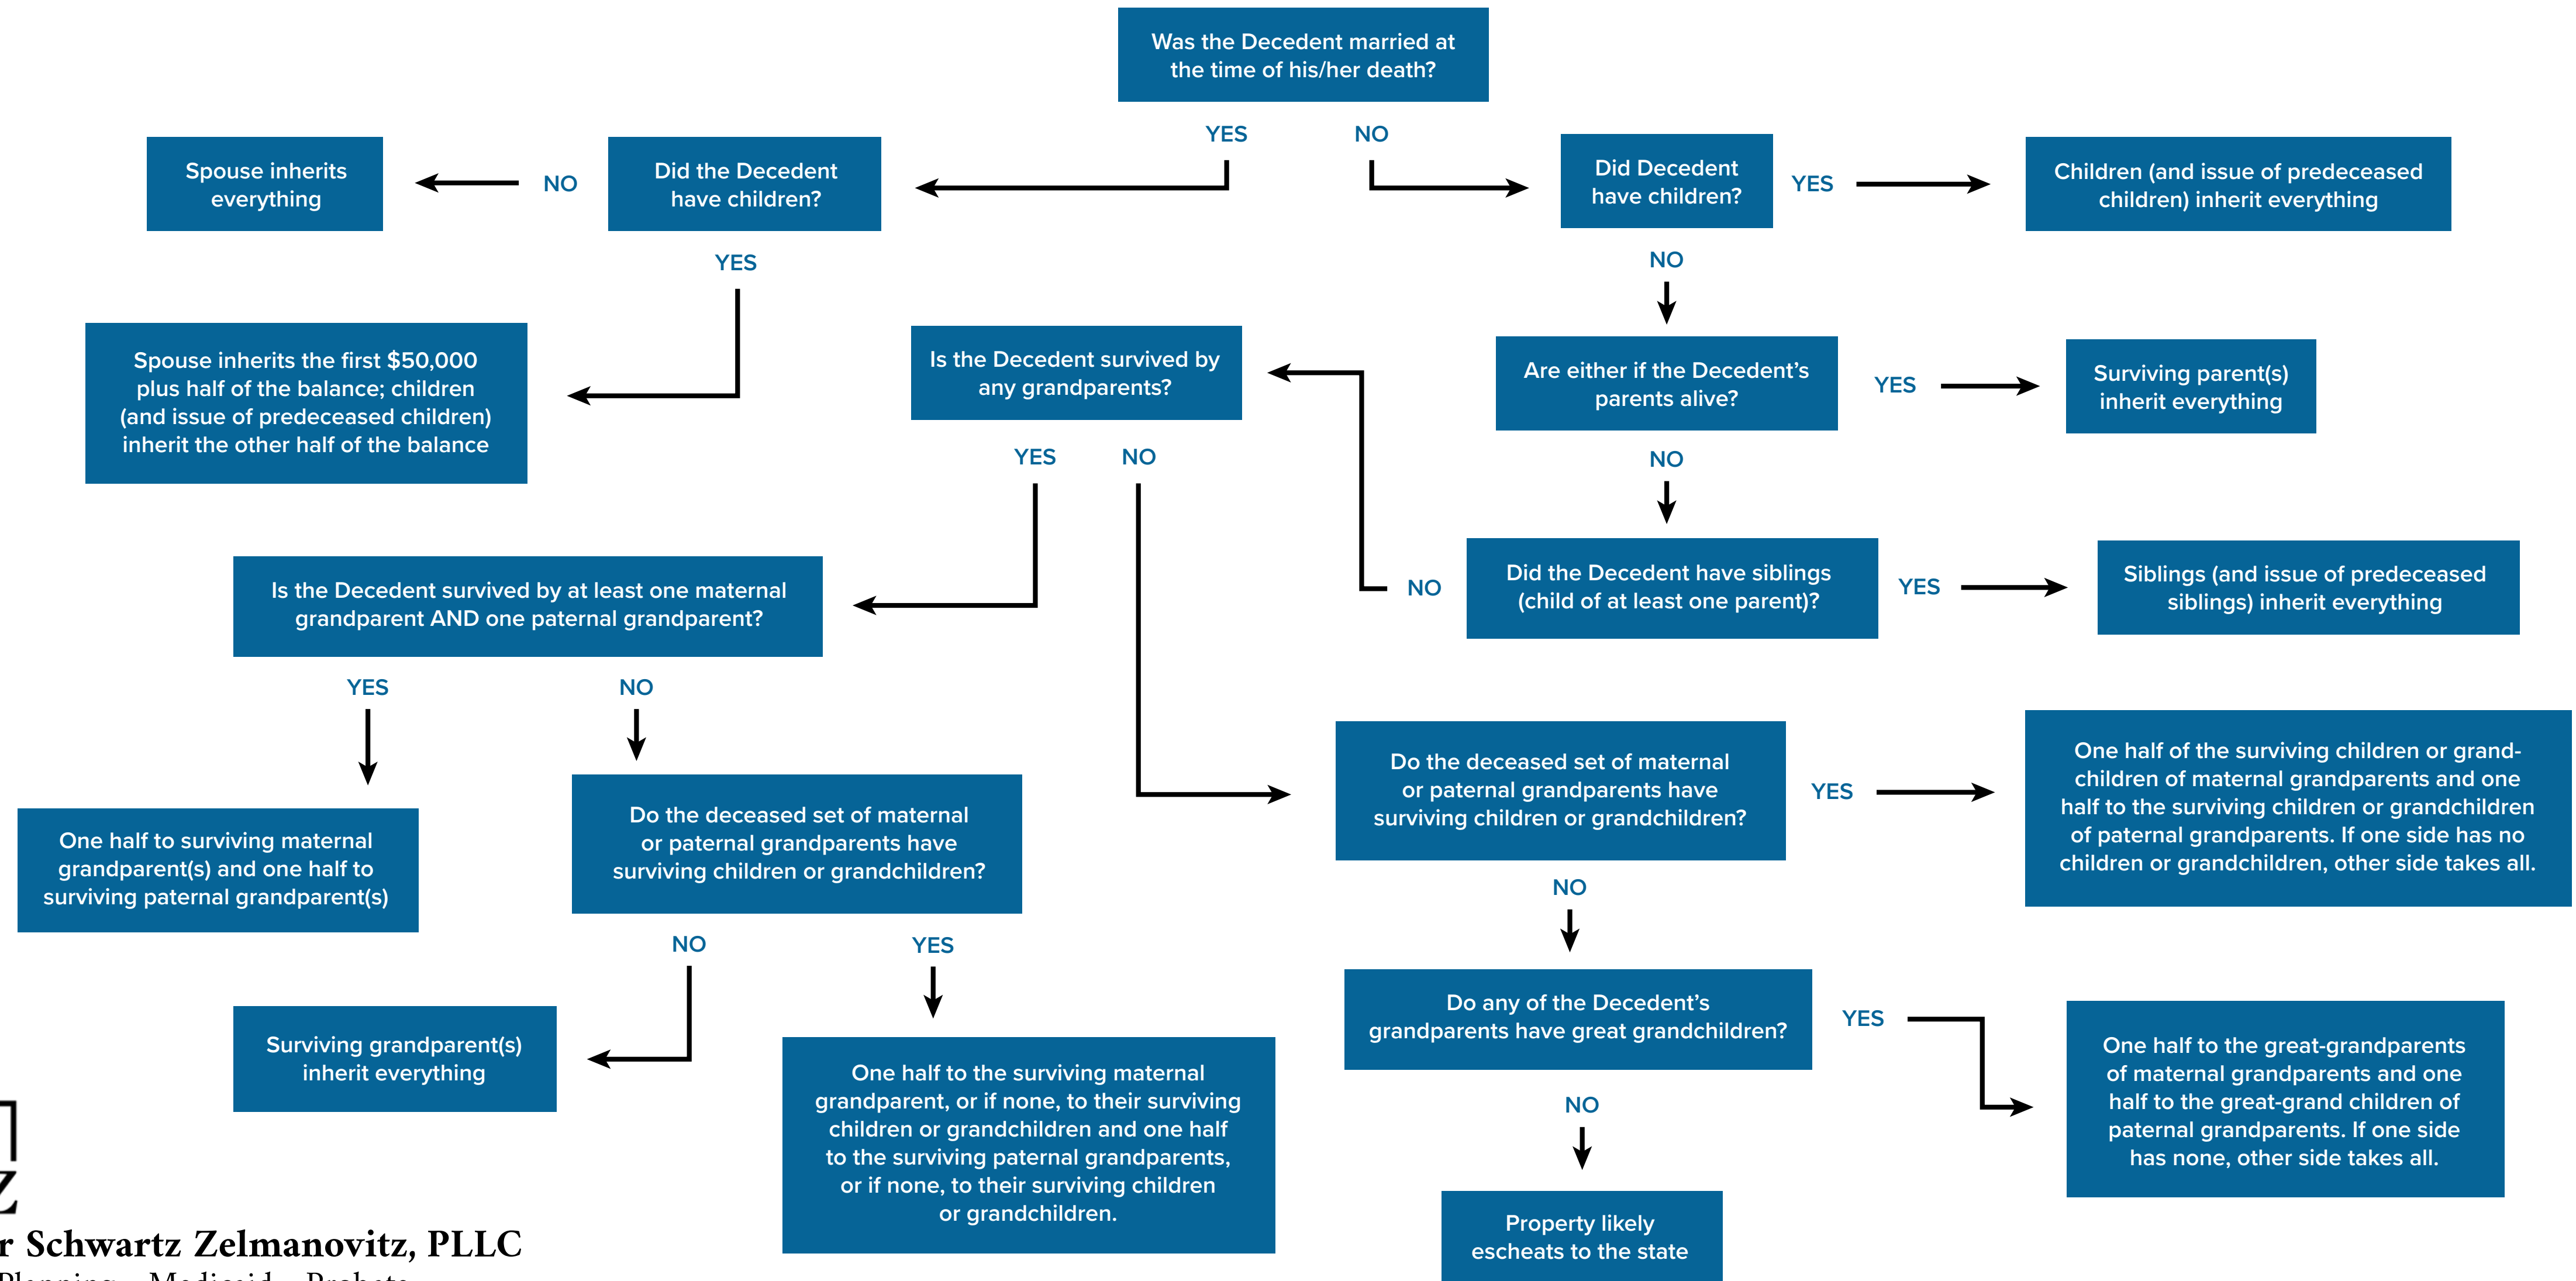 Was the Decedent married at
the time of his/her death?
YES
NO
Spouse inherits
everything
NO
Did the Decedent
have children?
Did Decedent
have children?
YES
Children (and issue of predeceased
children) inherit everything
YES
NO
Spouse inherits the first $50,000
plus half of the balance; children
(and issue of predeceased children)
inherit the other half of the balance
Is the Decedent survived by
any grandparents?
Are either if the Decedent’s
parents alive?
YES
Surviving parent(s)
inherit everything
YES
NO
NO
Is the Decedent survived by at least one maternal
grandparent AND one paternal grandparent?
NO
Did the Decedent have siblings
(child of at least one parent)?
YES
Siblings (and issue of predeceased
siblings) inherit everything
YES
NO
One half to surviving maternal
grandparent(s) and one half to
surviving paternal grandparent(s)
Do the deceased set of maternal
or paternal grandparents have
surviving children or grandchildren?
Do the deceased set of maternal
or paternal grandparents have
surviving children or grandchildren?
YES
One half of the surviving children or grand-
children of maternal grandparents and one
half to the surviving children or grandchildren
of paternal grandparents. If one side has no
children or grandchildren, other side takes all.
NO
NO
YES
Surviving grandparent(s)
inherit everything
One half to the surviving maternal
grandparent, or if none, to their surviving
children or grandchildren and one half
to the surviving paternal grandparents,
or if none, to their surviving children
or grandchildren.
Do any of the Decedent’s
grandparents have great grandchildren?
YES
One half to the great-grandparents
of maternal grandparents and one
half to the great-grand children of
paternal grandparents. If one side
has none, other side takes all.
NO
Property likely
escheats to the state
z
r Schwartz Zelmanovitz, PLLC
Planning Medicaid Probate